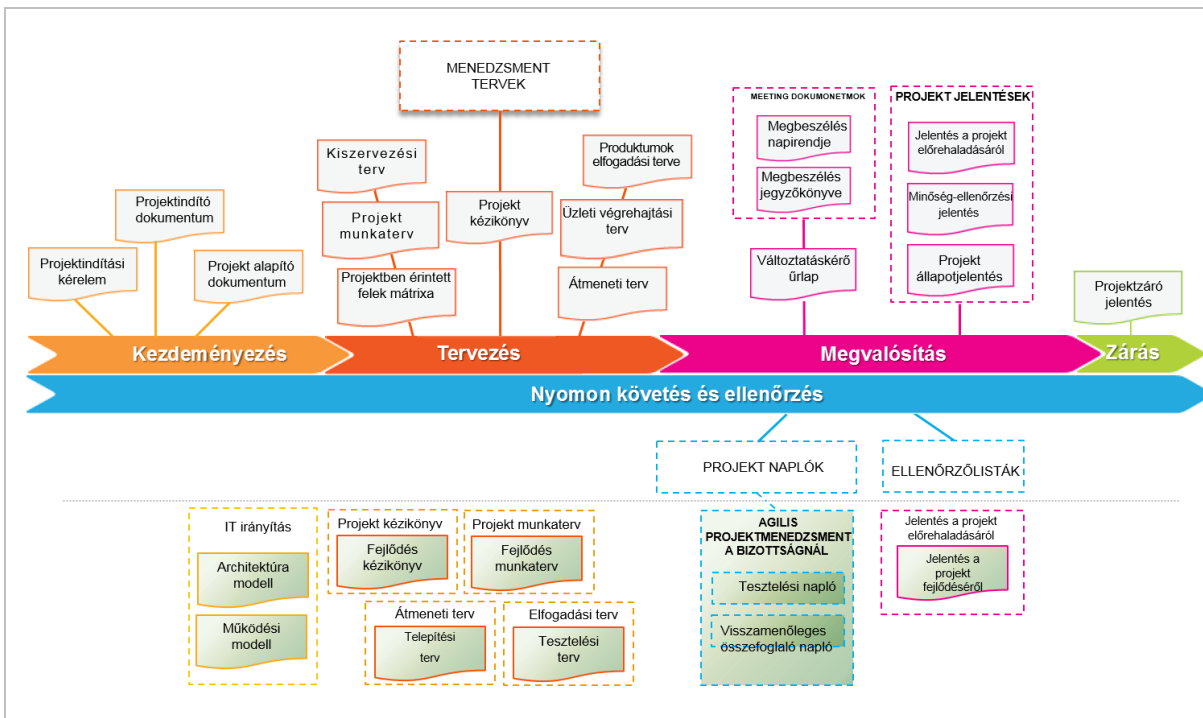 MENEDZSMENT
TERVEK
MEETING DOKUMONETMOK
PROJEKT JELENTÉSEK
Megbeszélés
napirendje
Megbeszélés
jegyzőkönyve
Jelentés a projekt
előrehaladásáról
Minőség-ellenőrzési
jelentés
Projekt
állapotjelentés
Változtatáskérő
űrlap
Kiszervezési
terv
Projekt
munkaterv
Projektben érintett
felek mátrixa
Projekt
kézikönyv
Produktumok
elfogadási terve
Üzleti végrehajtási
terv
Átmeneti terv
Projektindító
dokumentum
Projektindítási
kérelem
Projekt alapító
dokumentum
Projektzáró
jelentés
Kezdeményezés
Tervezés
Megvalósítás
Zárás
Nyomon követés és ellenőrzés
PROJEKT NAPLÓK
ELLENŐRZŐLISTÁK
IT irányítás
Architektúra
modell
Működési
modell
Projekt kézikönyv
Fejlődés
kézikönyv
Projekt munkaterv
Fejlődés
munkaterv
Átmeneti terv
Telepítési
terv
Elfogadási terv
Tesztelési
terv
AGILIS
PROJEKTMENEDZSMENT
A BIZOTTSÁGNÁL
Tesztelési napló
Visszamenőleges
összefoglaló napló
Jelentés a projekt
előrehaladásáról
Jelentés a
projekt
fejlődéséről